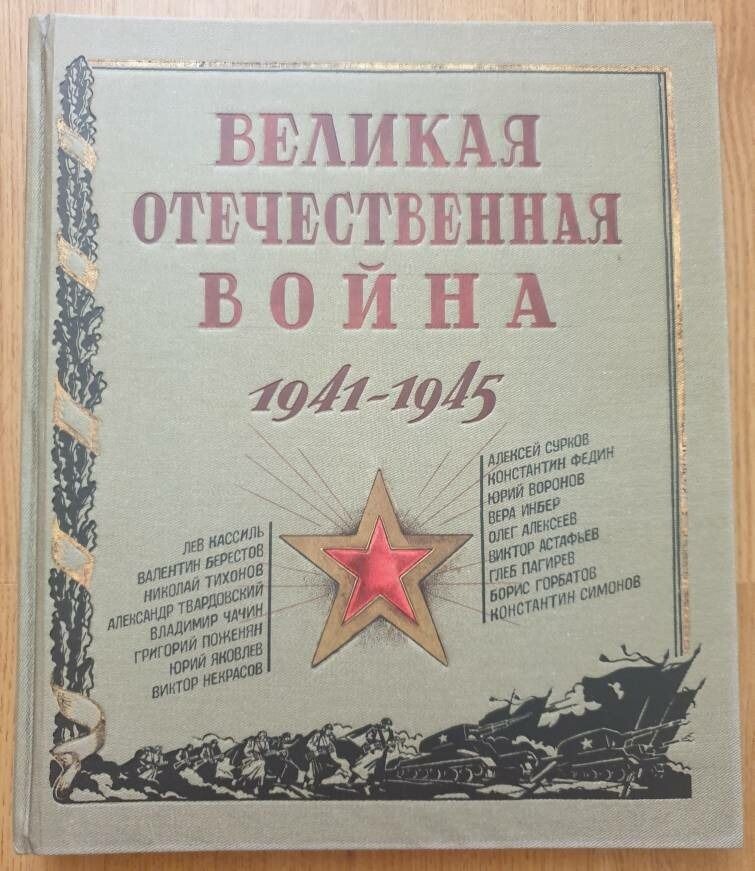 ВЕЛИКАЯ
ОТЕЧЕСТВЕННАЯ
ВОЙНА
1941-1945
ЛЕВ КАССИЛЬ
ВАЛЕНТИН БЕРЕСТОВ
НИКОЛАЙ ТИХОНОВ
АЛЕКСАНДР ТВАРДОВСКИЙ
ВЛАДИМИР ЧАЧИН
ГРИГОРИЙ ПОЖЕНЯН
ЮРИЙ ЯКОВЛЕВ
ВИКТОР НЕКРАСОВ
АЛЕКСЕЙ СУРКОВ
КОНСТАНТИН ФЕДИН
ЮРИЙ ВОРОНОВ
ВЕРА ИНБЕР
ОЛЕГ АЛЕКСЕЕВ
ВИКТОР АСТАФЬЕВ
ГЛЕБ ПАГИРЕВ
БОРИС ГОРБАТОВ
КОНСТАНТИН СИМОНОВ